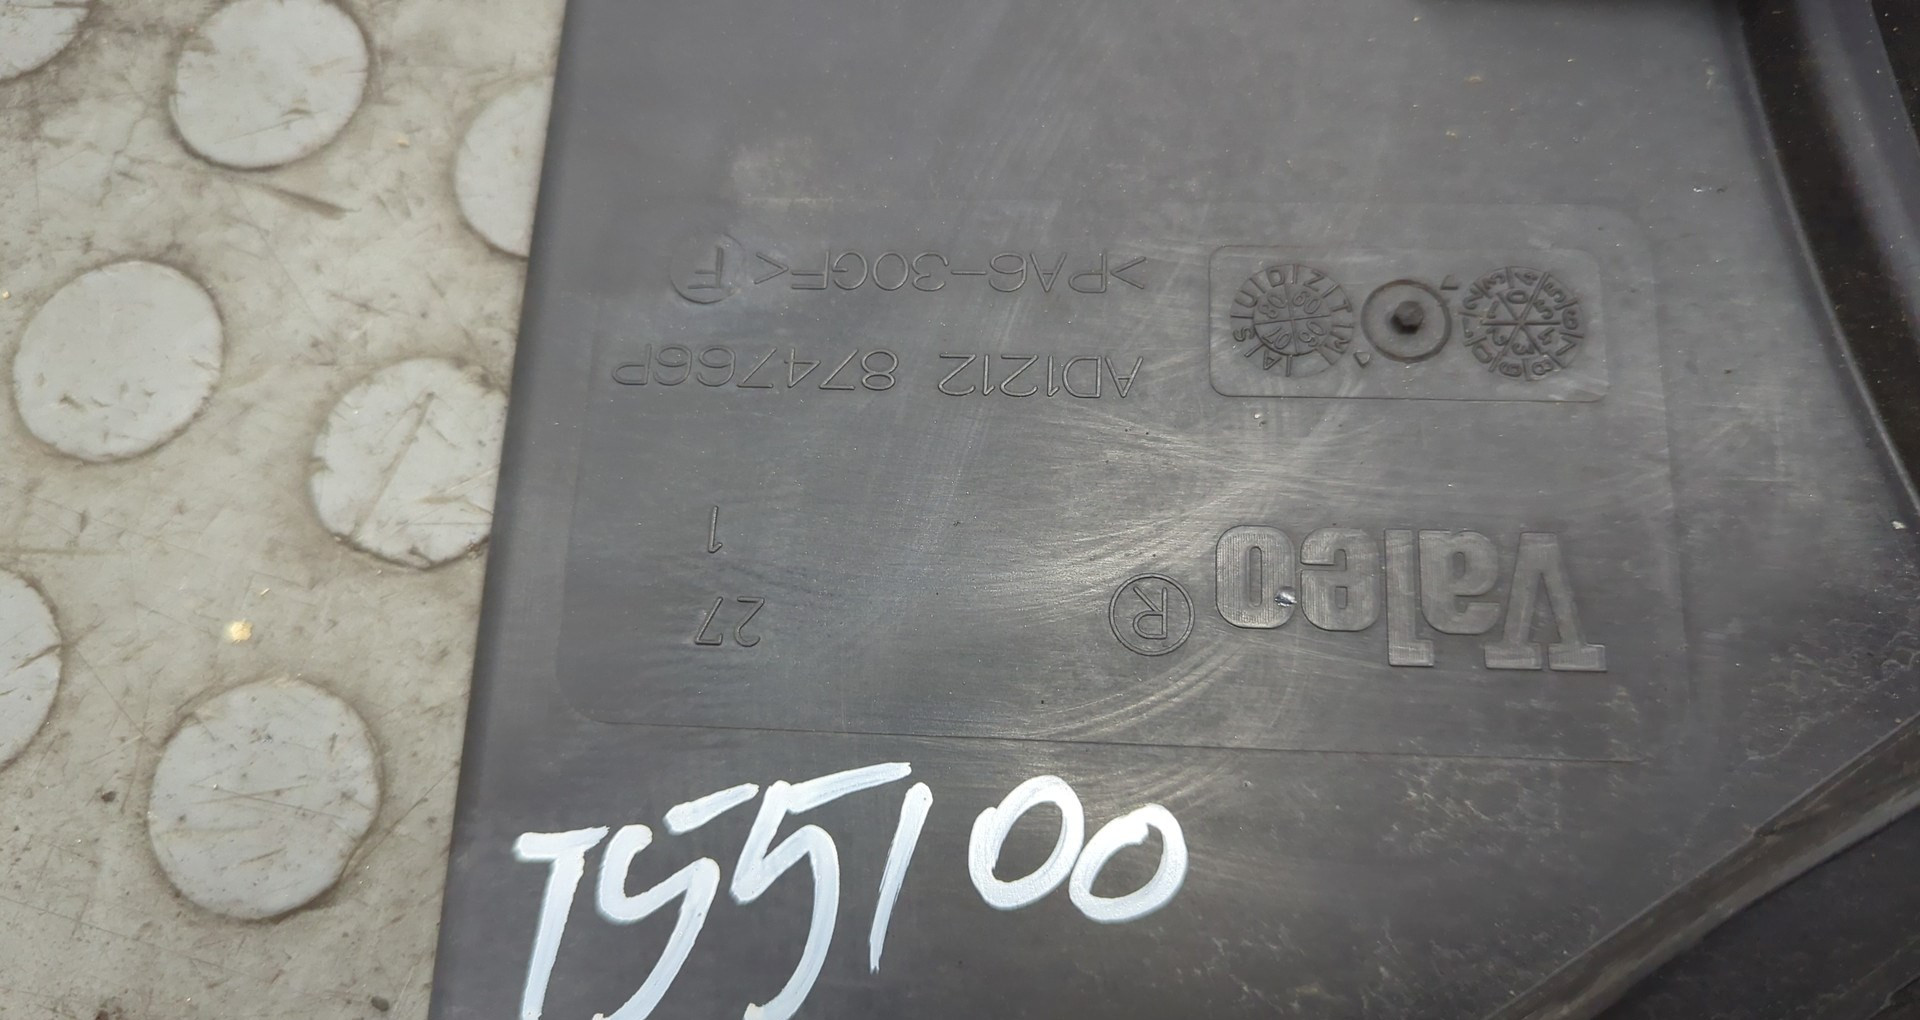 Valeo ®
27
1
AD1212 874766P
>PA6-30GF< F
T55100